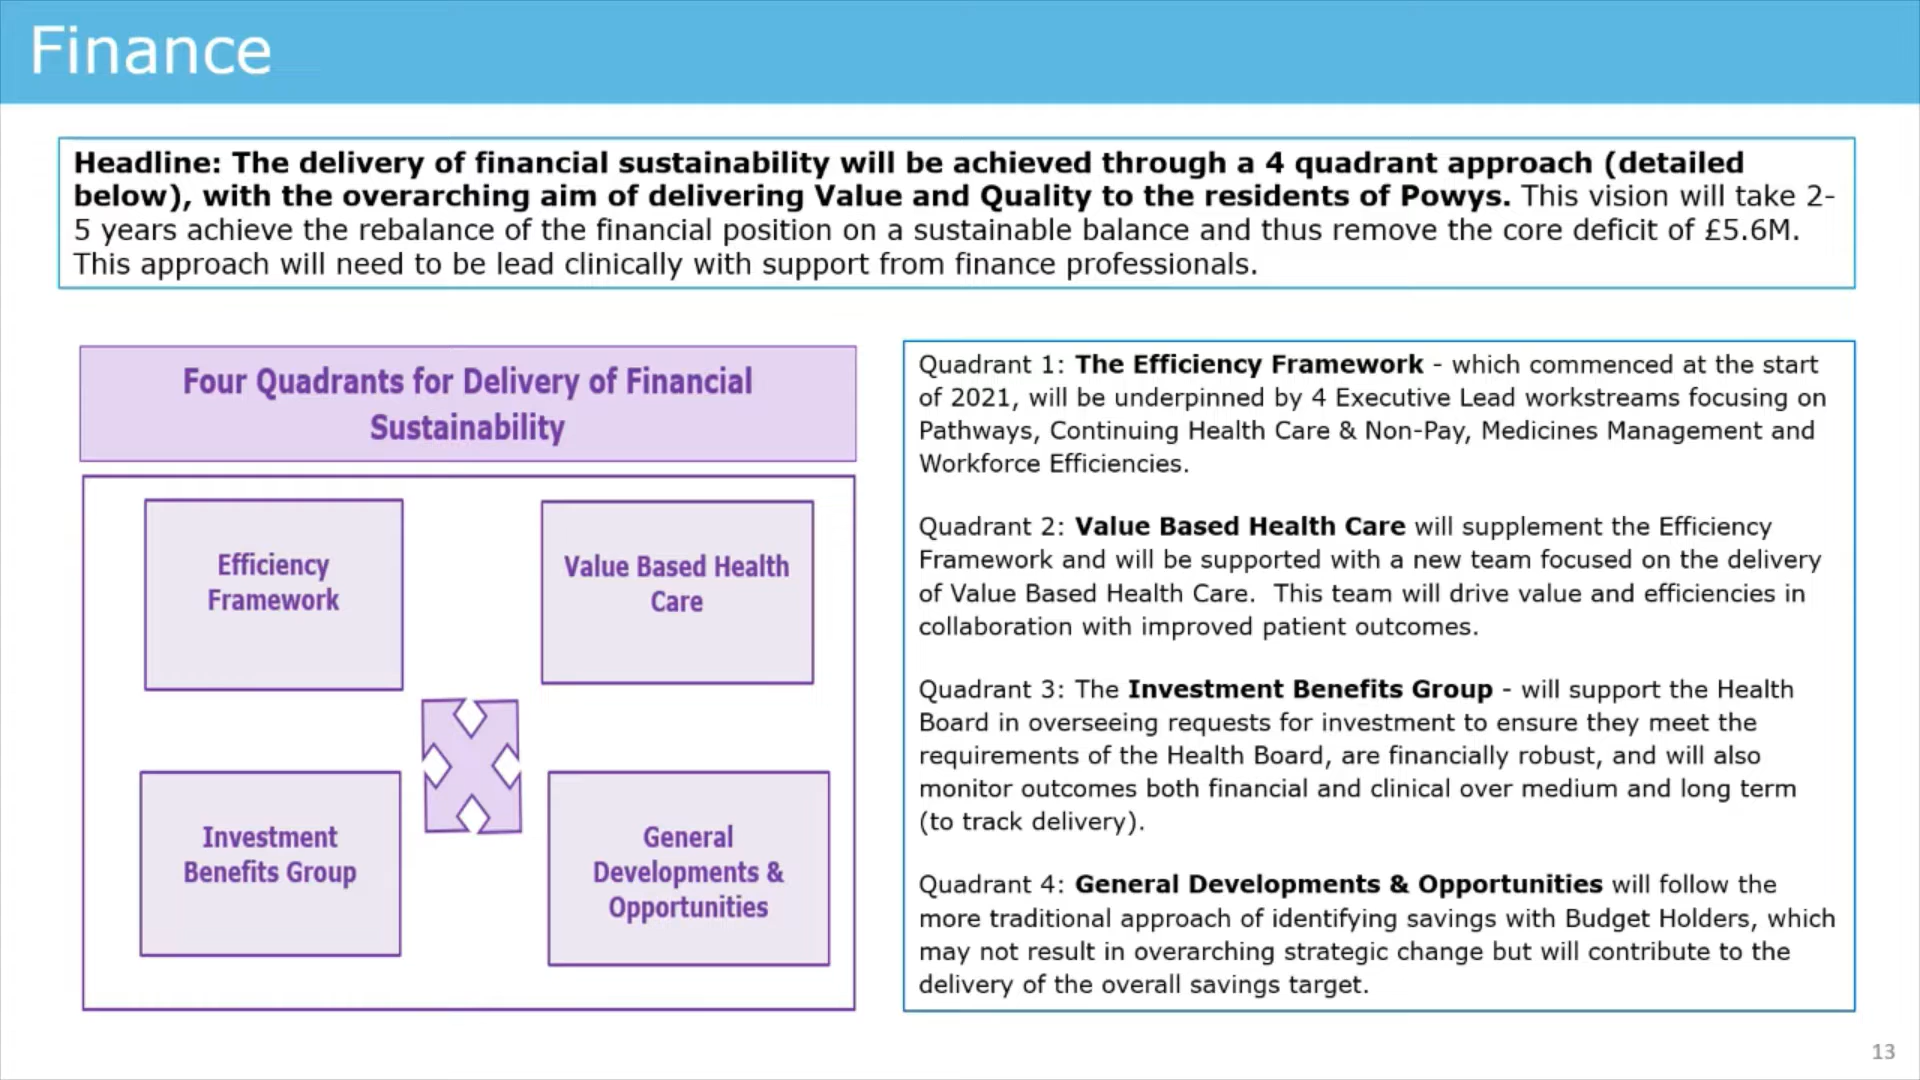 Finance
Headline: The delivery of financial sustainability will be achieved through a 4 quadrant approach (detailed
below), with the overarching aim of delivering Value and Quality to the residents of Powys. This vision will take 2-
5 years achieve the rebalance of the financial position on a sustainable balance and thus remove the core deficit of £5.6M.
This approach will need to be lead clinically with support from finance professionals.
Four Quadrants for Delivery of Financial
Sustainability
Efficiency
Framework
Value Based Health
Care
Investment
Benefits Group
General
Developments &
Opportunities
Quadrant 1: The Efficiency Framework - which commenced at the start
of 2021, will be underpinned by 4 Executive Lead workstreams focusing on
Pathways, Continuing Health Care & Non-Pay, Medicines Management and
Workforce Efficiencies.
Quadrant 2: Value Based Health Care will supplement the Efficiency
Framework and will be supported with a new team focused on the delivery
of Value Based Health Care.  This team will drive value and efficiencies in
collaboration with improved patient outcomes.
Quadrant 3: The Investment Benefits Group - will support the Health
Board in overseeing requests for investment to ensure they meet the
requirements of the Health Board, are financially robust, and will also
monitor outcomes both financial and clinical over medium and long term
(to track delivery).
Quadrant 4: General Developments & Opportunities will follow the
more traditional approach of identifying savings with Budget Holders, which
may not result in overarching strategic change but will contribute to the
delivery of the overall savings target.
13